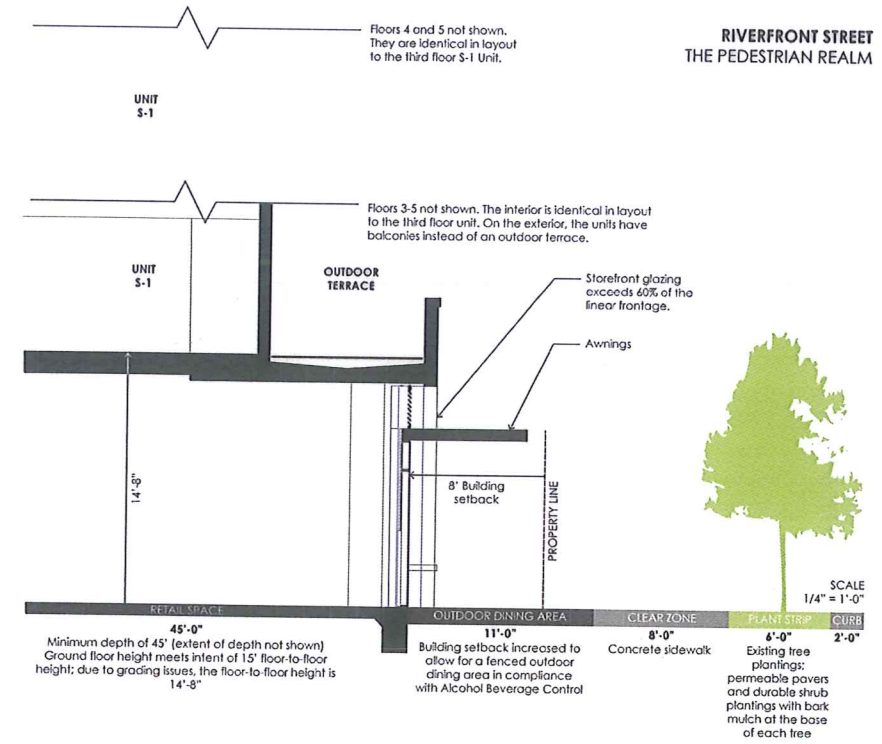 RIVERFRONT STREET
THE PEDESTRIAN REALM
Floors 4 and 5 not shown.
They are identical in layout
to the third floor S-1 Unit.
UNIT
S-1
Floors 3-5 not shown. The interior is identical in layout
to the third floor unit. On the exterior, the units have
balconies instead of an outdoor terrace.
UNIT
S-1
OUTDOOR
TERRACE
Storefront glazing
exceeds 60% of the
linear frontage.
Awnings
14'-8"
8' Building
setback
PROPERTY LINE
SCALE
1/4" = 1'-0"
RETAIL SPACE
OUTDOOR DINING AREA
CLEAR ZONE
PLANT STRIP
CURB
45'-0"
Minimum depth of 45' (extent of depth not shown)
Ground floor height meets intent of 15' floor-to-floor
height; due to grading issues, the floor-to-floor height is
14'-8"
11'-0"
Building setback increased to
allow for a fenced outdoor
dining area in compliance
with Alcohol Beverage Control
8'-0"
Concrete sidewalk
6'-0"
Existing tree
plantings;
permeable pavers
and durable shrub
plantings with bark
mulch at the base
of each tree
2'-0"